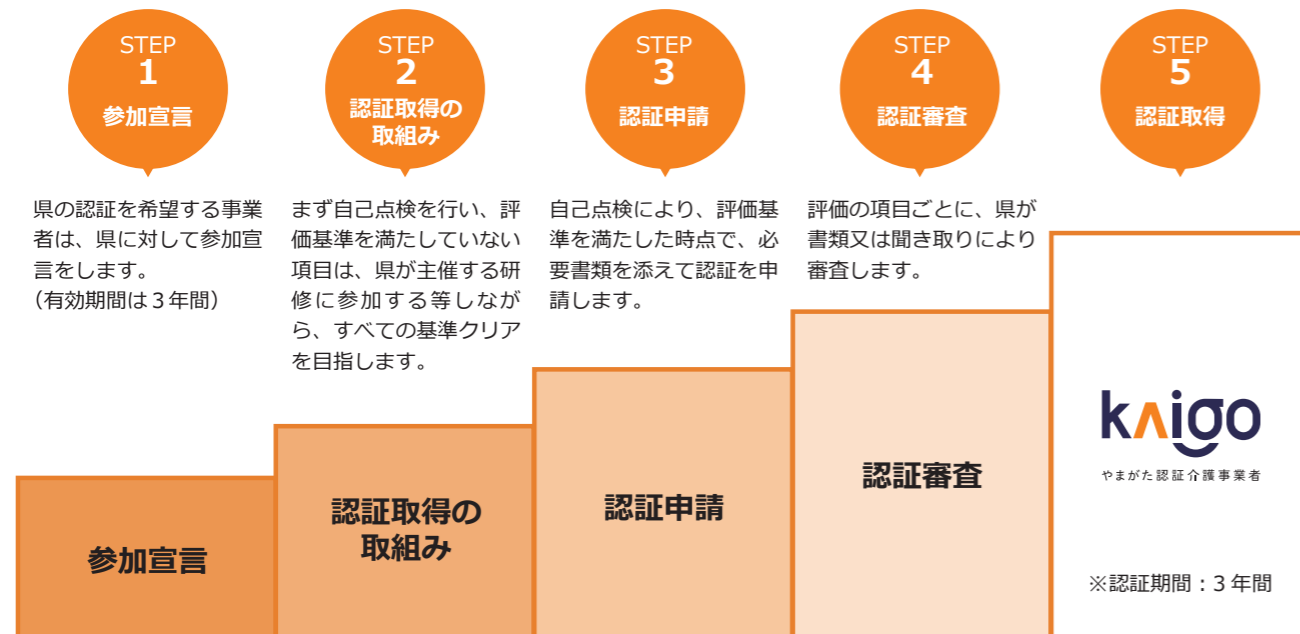 STEP
1
参加宣言
STEP
2
認証取得の
取組み
STEP
3
認証申請
STEP
4
認証審査
STEP
5
認証取得
県の認証を希望する事業
者は、県に対して参加宣
言をします。
（有効期間は３年間）
まず自己点検を行い、評
価基準を満たしていない
項目は、県が主催する研
修に参加する等しなが
ら、すべての基準クリア
を目指します。
自己点検により、評価基
準を満たした時点で、必
要書類を添えて認証を申
請します。
評価の項目ごとに、県が
書類又は聞き取りにより
審査します。
参加宣言
認証取得の
取組み
認証申請
認証審査
kaigo
やまがた認証介護事業者
※認証期間：3 年間